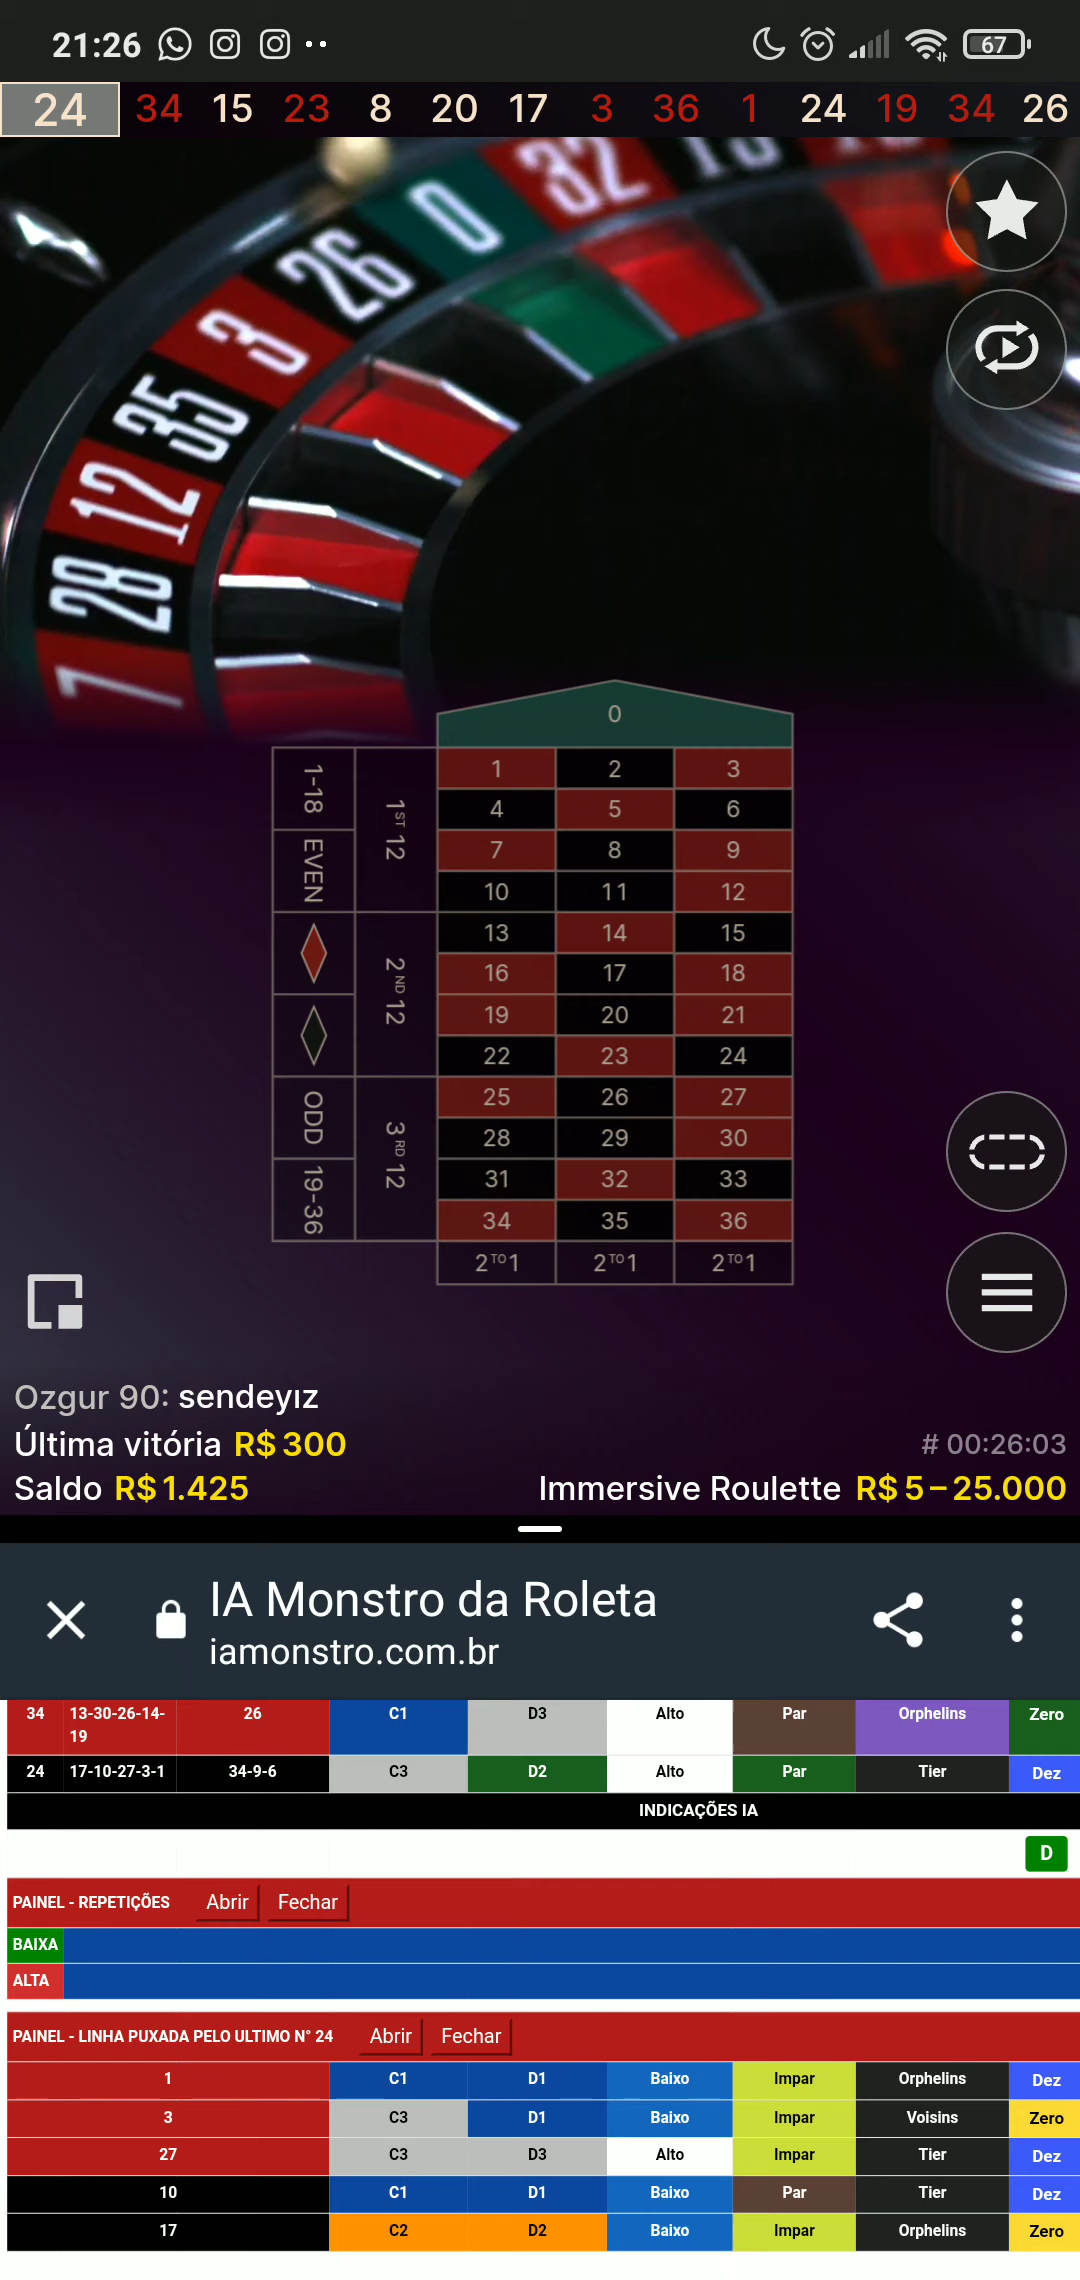 21:26 67
24 34 15 23 8 20 17 3 36 1 24 19 34 26
0 32
26
3
35
12
28
7
0
1-18 1ST 12 1 2 3
4 5 6
EVEN 7 8 9
10 11 12
2ND 12 13 14 15
16 17 18
19 20 21
22 23 24
ODD 3RD 12 25 26 27
28 29 30
19-36 31 32 33
34 35 36
2TO1 2TO1 2TO1
Ozgur 90: sendeyız
Última vitória R$300
# 00:26:03
Saldo R$1.425
Immersive Roulette R$5–25.000
IA Monstro da Roleta
iamonstro.com.br
34 13-30-26-14-19 26 C1 D3 Alto Par Orphelins Zero
24 17-10-27-3-1 34-9-6 C3 D2 Alto Par Tier Dez
INDICAÇÕES IA
D
PAINEL - REPETIÇÕES Abrir Fechar
BAIXA
ALTA
PAINEL - LINHA PUXADA PELO ULTIMO N° 24 Abrir Fechar
1 C1 D1 Baixo Impar Orphelins Dez
3 C3 D1 Baixo Impar Voisins Zero
27 C3 D3 Alto Impar Tier Dez
10 C1 D1 Baixo Par Tier Dez
17 C2 D2 Baixo Impar Orphelins Zero